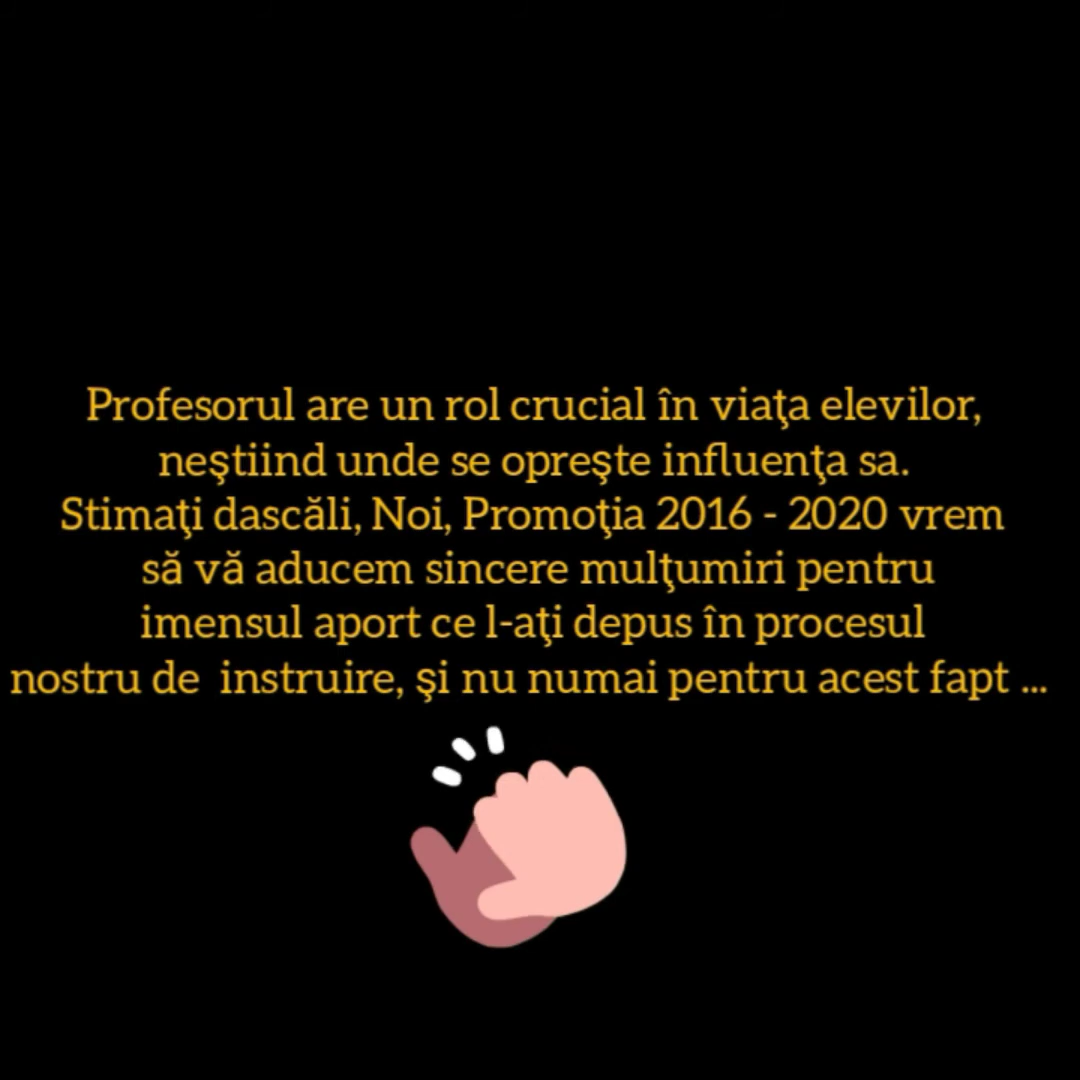 Profesorul are un rol crucial în viaţa elevilor,
neştiind unde se opreşte influenţa sa.
Stimaţi dascăli, Noi, Promoţia 2016 - 2020 vrem
să vă aducem sincere mulţumiri pentru
imensul aport ce l-aţi depus în procesul
nostru de  instruire, şi nu numai pentru acest fapt ...